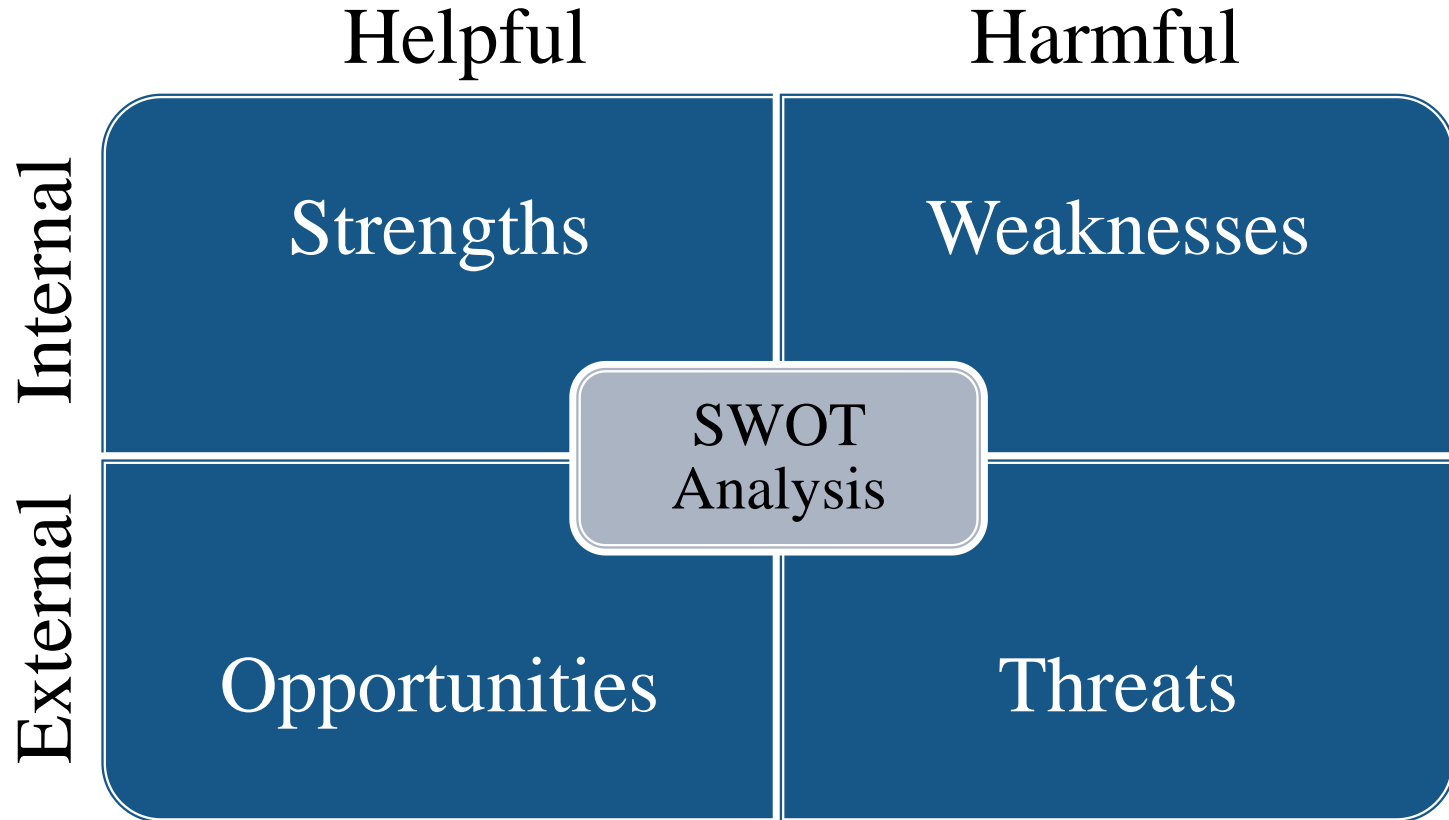 Helpful
Harmful
Internal
Strengths
Weaknesses
SWOT
Analysis
External
Opportunities
Threats